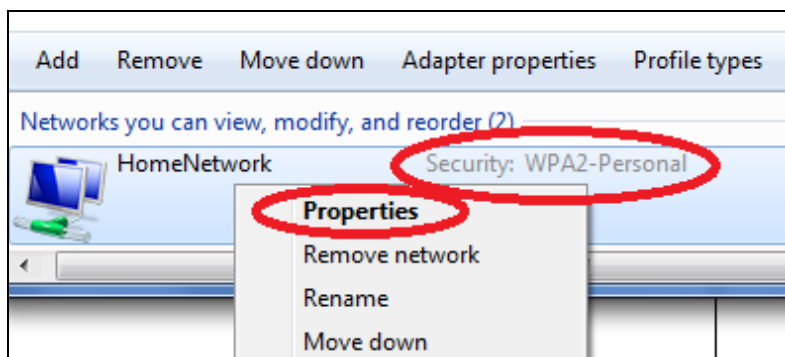 Add Remove Move down Adapter properties Profile types
Networks you can view, modify, and reorder (2)
HomeNetwork Security: WPA2-Personal
Properties
Remove network
Rename
Move down